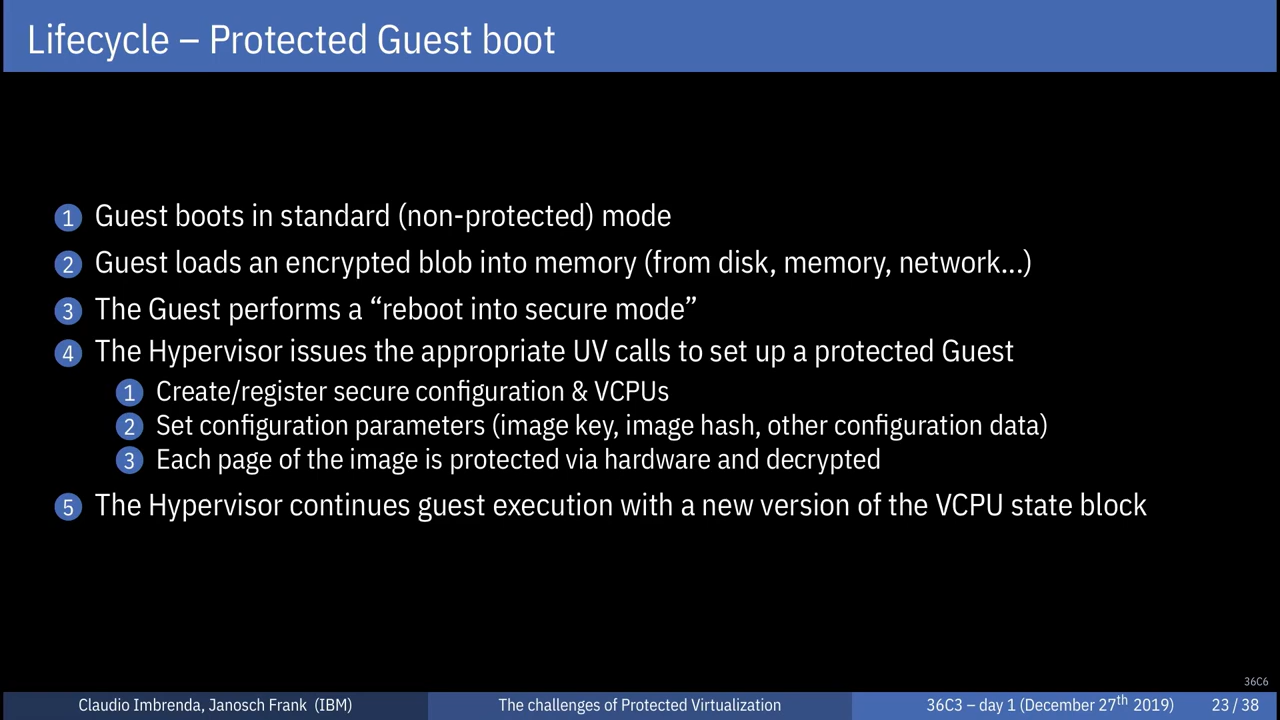 Lifecycle – Protected Guest boot
1 Guest boots in standard (non-protected) mode
2 Guest loads an encrypted blob into memory (from disk, memory, network...)
3 The Guest performs a “reboot into secure mode”
4 The Hypervisor issues the appropriate UV calls to set up a protected Guest
1 Create/register secure configuration & VCPUs
2 Set configuration parameters (image key, image hash, other configuration data)
3 Each page of the image is protected via hardware and decrypted
5 The Hypervisor continues guest execution with a new version of the VCPU state block
36C6
Claudio Imbrenda, Janosch Frank (IBM) The challenges of Protected Virtualization 36C3 – day 1 (December 27th 2019) 23 / 38